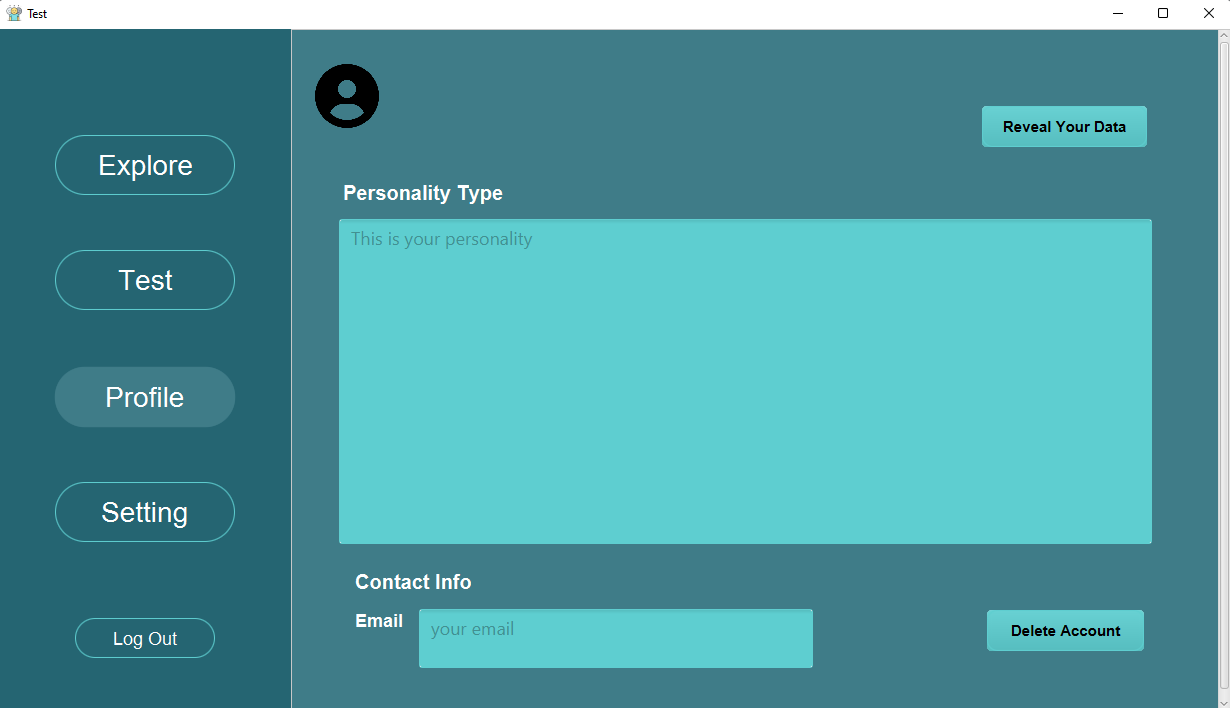 Test
Explore
Test
Profile
Setting
Log Out
Reveal Your Data
Personality Type
This is your personality
Contact Info
Email
your email
Delete Account